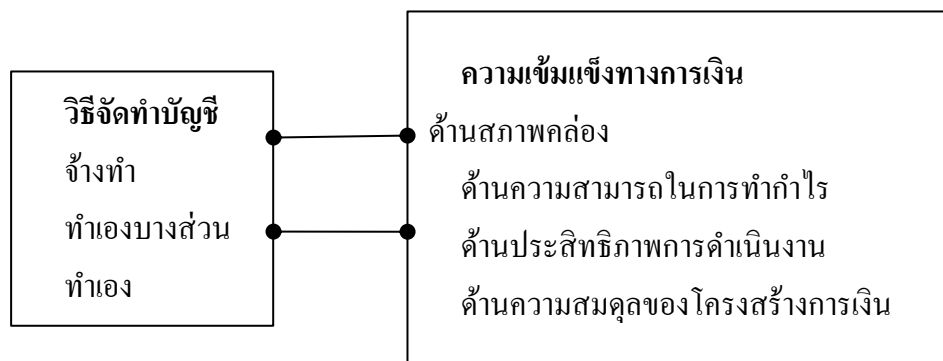 วิธีจัดทำบัญชี
จ้างทำ
ทำเองบางส่วน
ทำเอง
ความเข้มแข็งทางการเงิน
ด้านสภาพคล่อง
ด้านความสามารถในการทำกำไร
ด้านประสิทธิภาพการดำเนินงาน
ด้านความสมดุลของโครงสร้างการเงิน